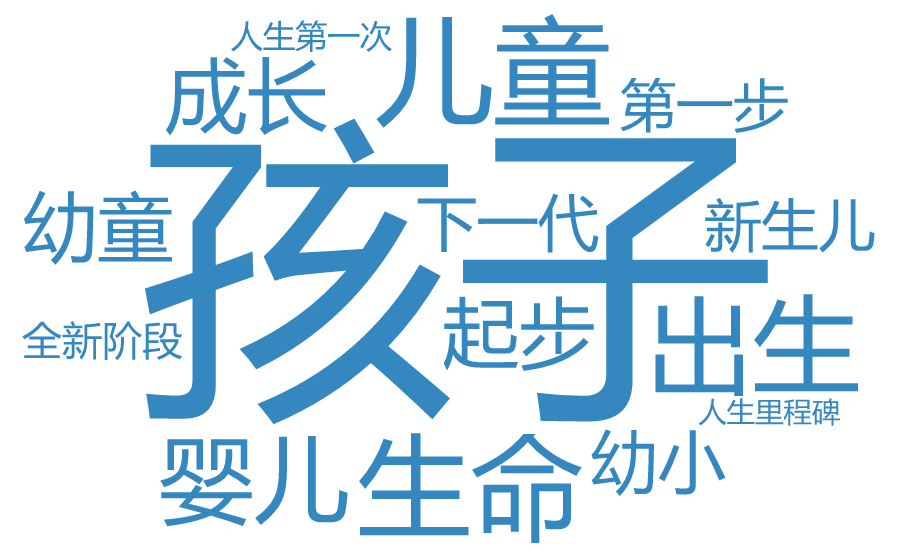 人生第一次
儿童
成长
第一步
孩子
幼童
下一代
新生儿
起步
出生
全新阶段
人生里程碑
婴儿
生命
幼小